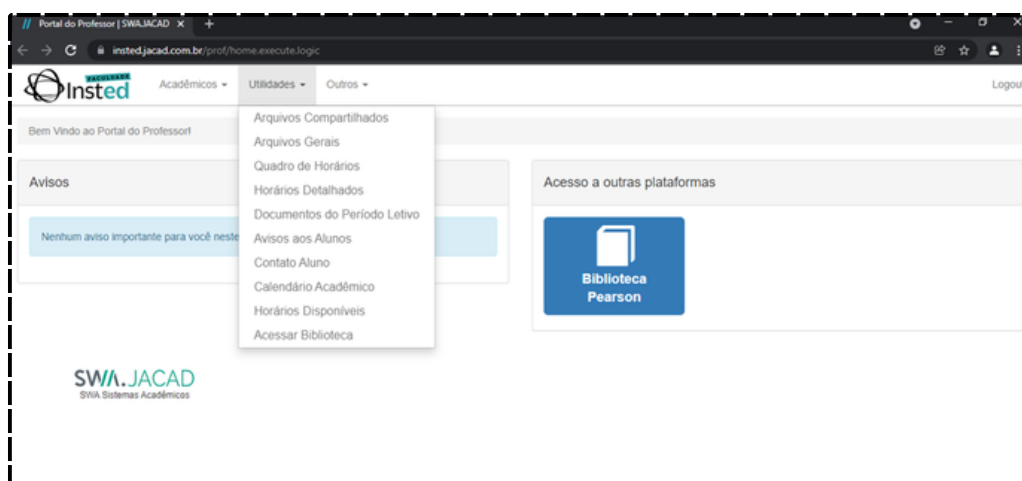 Portal do Professor | SWA.JACAD
insted.jacad.com.br/prof/home.execute.logic
FACULDADE
Insted
Acadêmicos
Utilidades
Outros
Logout
Bem Vindo ao Portal do Professor!
Arquivos Compartilhados
Arquivos Gerais
Quadro de Horários
Horários Detalhados
Documentos do Período Letivo
Avisos aos Alunos
Contato Aluno
Calendário Acadêmico
Horários Disponíveis
Acessar Biblioteca
Avisos
Nenhum aviso importante para você neste
Acesso a outras plataformas
Biblioteca
Pearson
SWA.JACAD
SWA Sistemas Acadêmicos